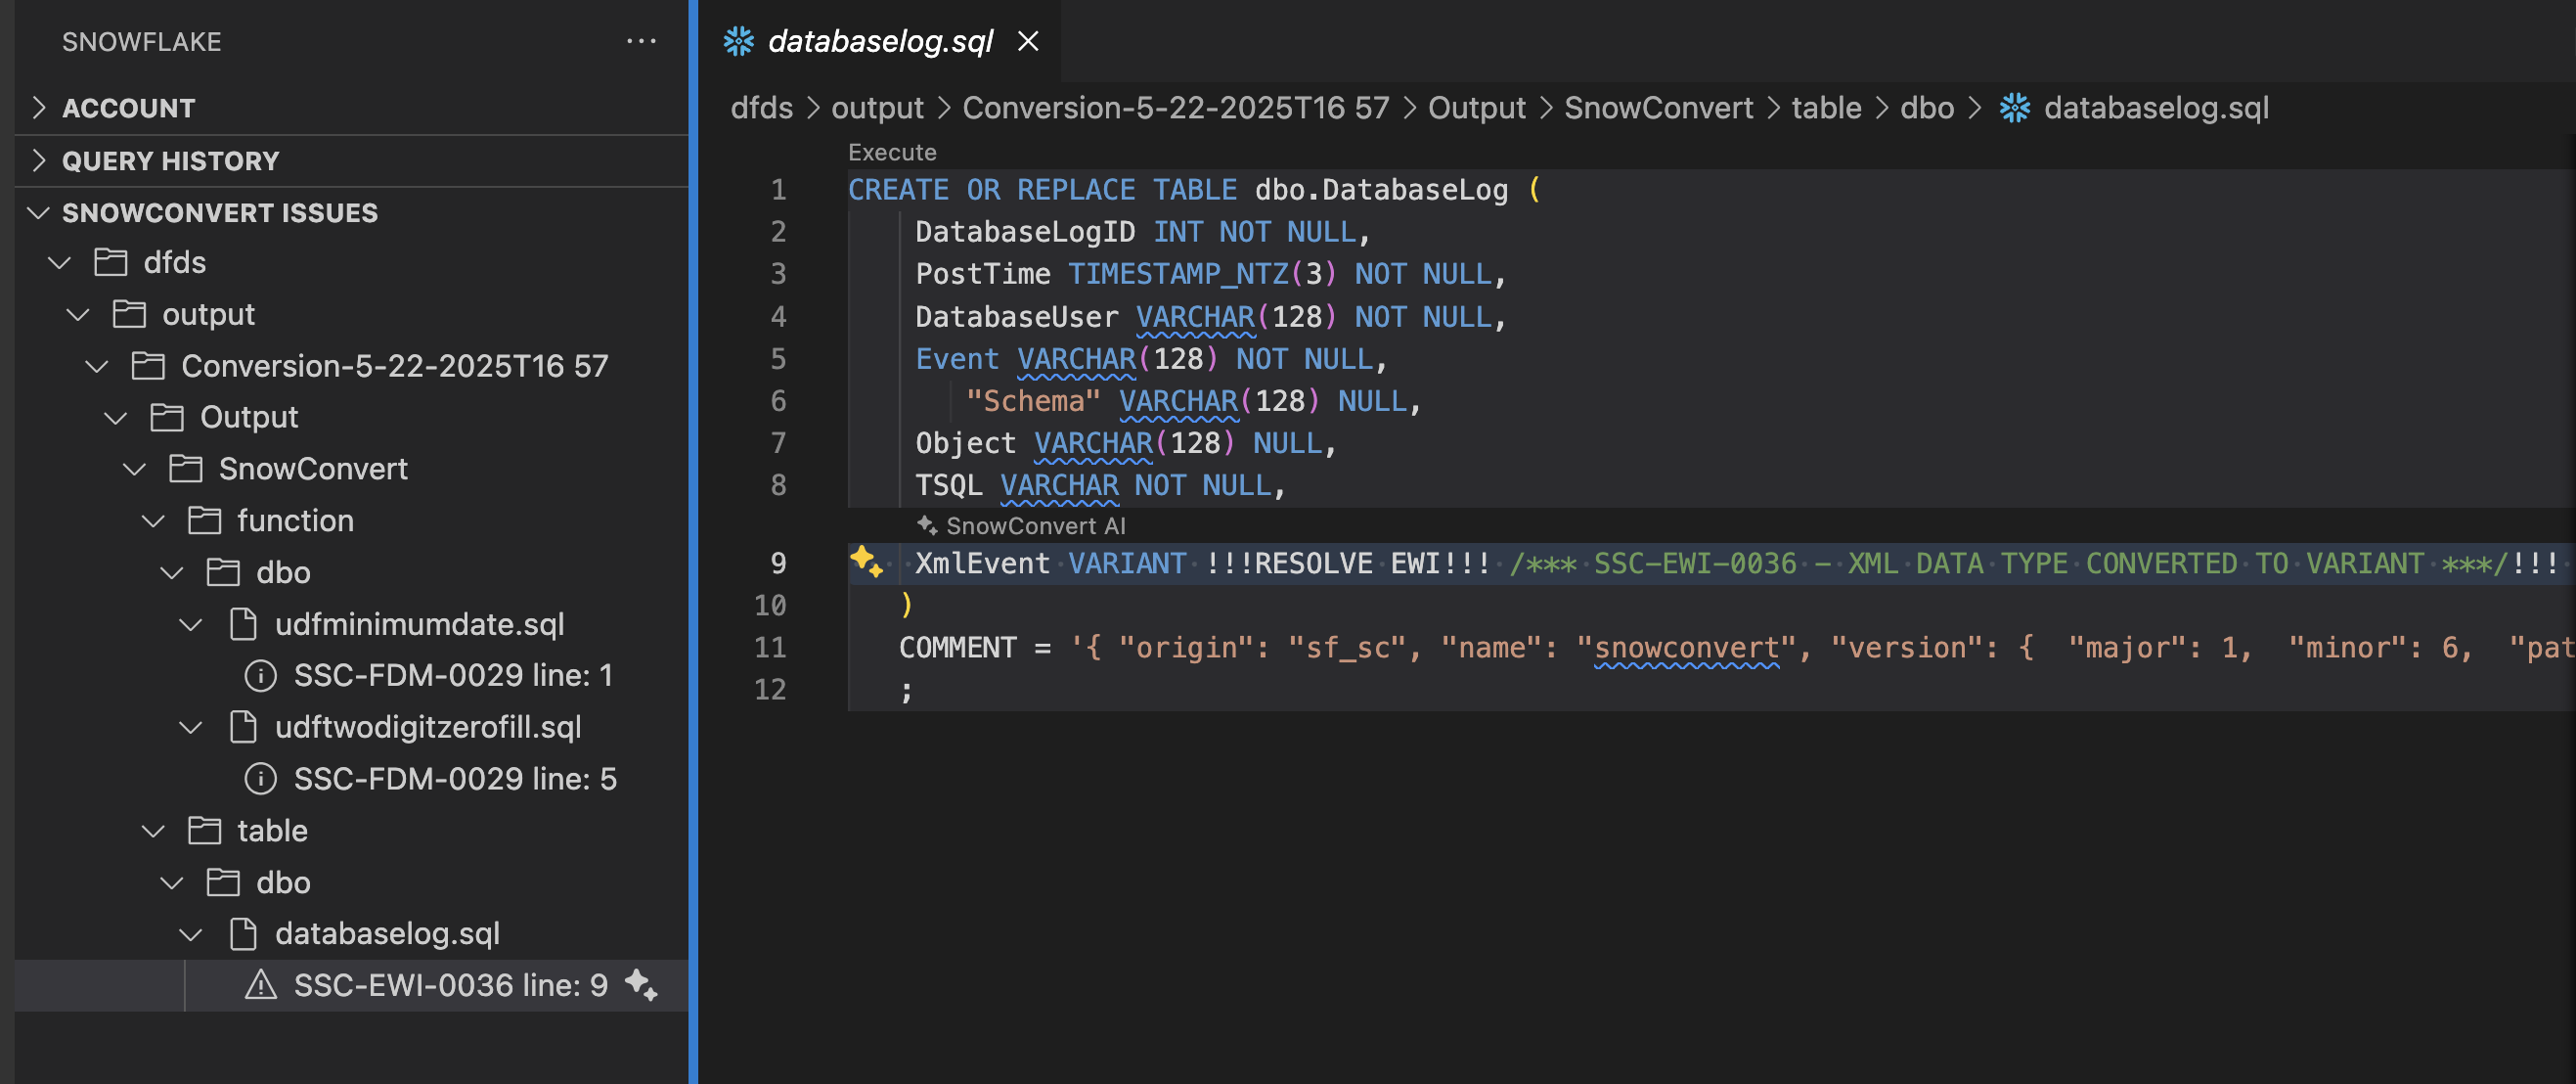 SNOWFLAKE
ACCOUNT
QUERY HISTORY
SNOWCONVERT ISSUES
dfds
output
Conversion-5-22-2025T16 57
Output
SnowConvert
function
dbo
udfminimumdate.sql
SSC-FDM-0029 line: 1
udftwodigitzerofill.sql
SSC-FDM-0029 line: 5
table
dbo
databaselog.sql
SSC-EWI-0036 line: 9
databaselog.sql
dfds > output > Conversion-5-22-2025T16 57 > Output > SnowConvert > table > dbo > databaselog.sql
Execute
1 CREATE OR REPLACE TABLE dbo.DatabaseLog (
2 DatabaseLogID INT NOT NULL,
3 PostTime TIMESTAMP_NTZ(3) NOT NULL,
4 DatabaseUser VARCHAR(128) NOT NULL,
5 Event VARCHAR(128) NOT NULL,
6 "Schema" VARCHAR(128) NULL,
7 Object VARCHAR(128) NULL,
8 TSQL VARCHAR NOT NULL,
SnowConvert AI
9 XmlEvent VARIANT !!!RESOLVE EWI!!! /*** SSC-EWI-0036 - XML DATA TYPE CONVERTED TO VARIANT ***/!!!
10 )
11 COMMENT = '{ "origin": "sf_sc", "name": "snowconvert", "version": {  "major": 1,  "minor": 6,  "pat
12 ;